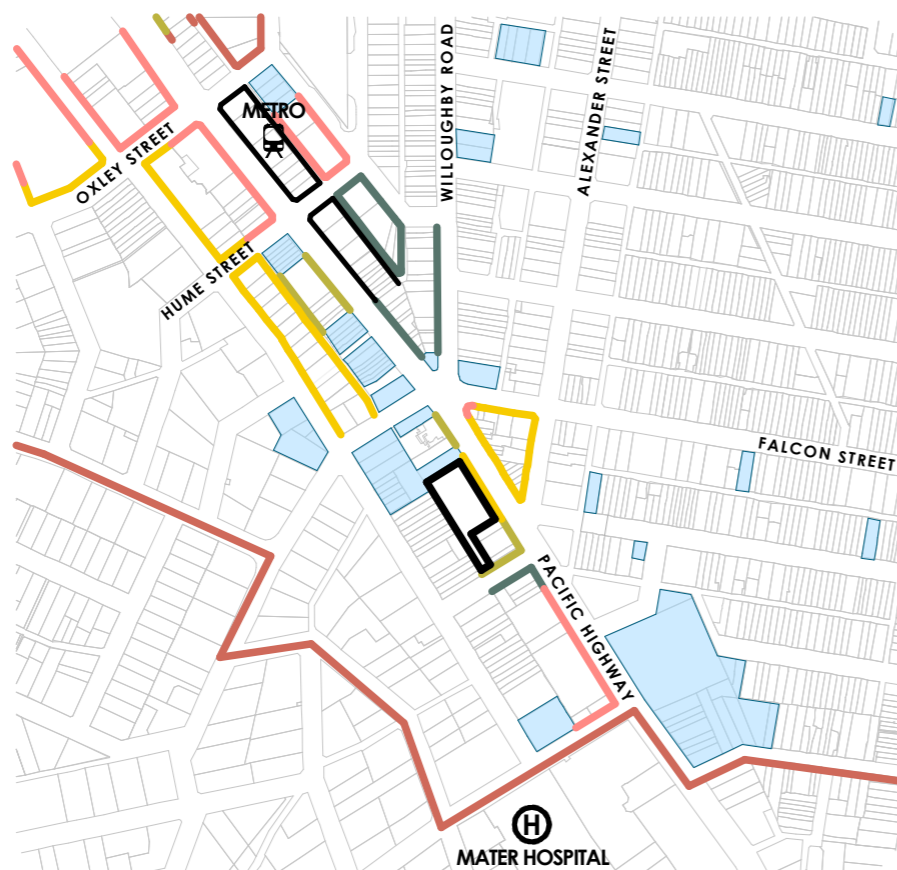 WILLOUGHBY ROAD
ALEXANDER STREET
METRO
OXLEY STREET
HUME STREET
FALCON STREET
PACIFIC HIGHWAY
H
MATER HOSPITAL